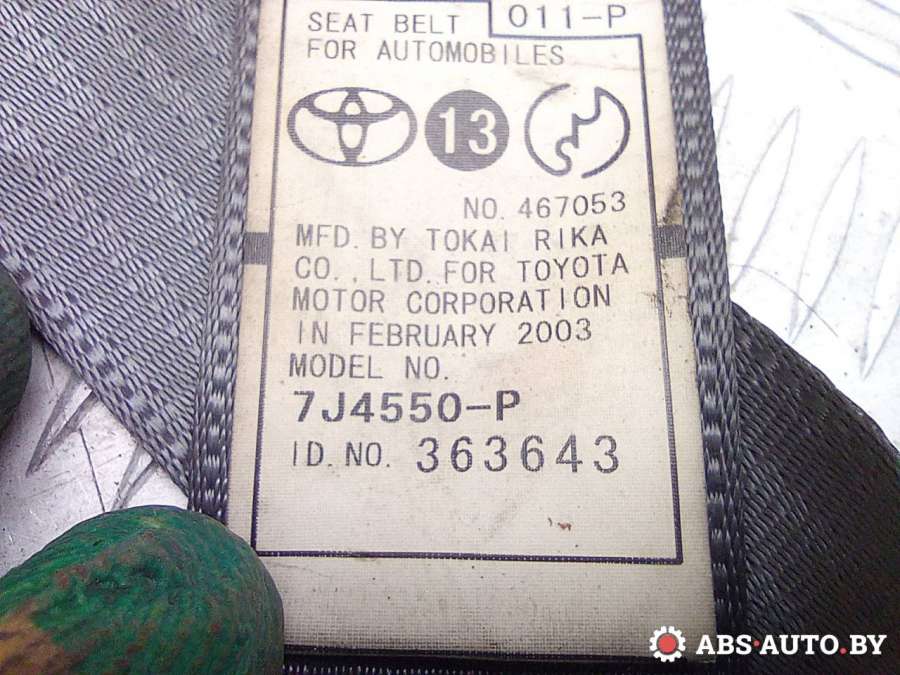 SEAT BELT 011-P
FOR AUTOMOBILES
13
NO. 467053
MFD. BY TOKAI RIKA
CO., LTD. FOR TOYOTA
MOTOR CORPORATION
IN FEBRUARY 2003
MODEL NO.
7J4550-P
ID. NO. 363643
ABS-AUTO.BY